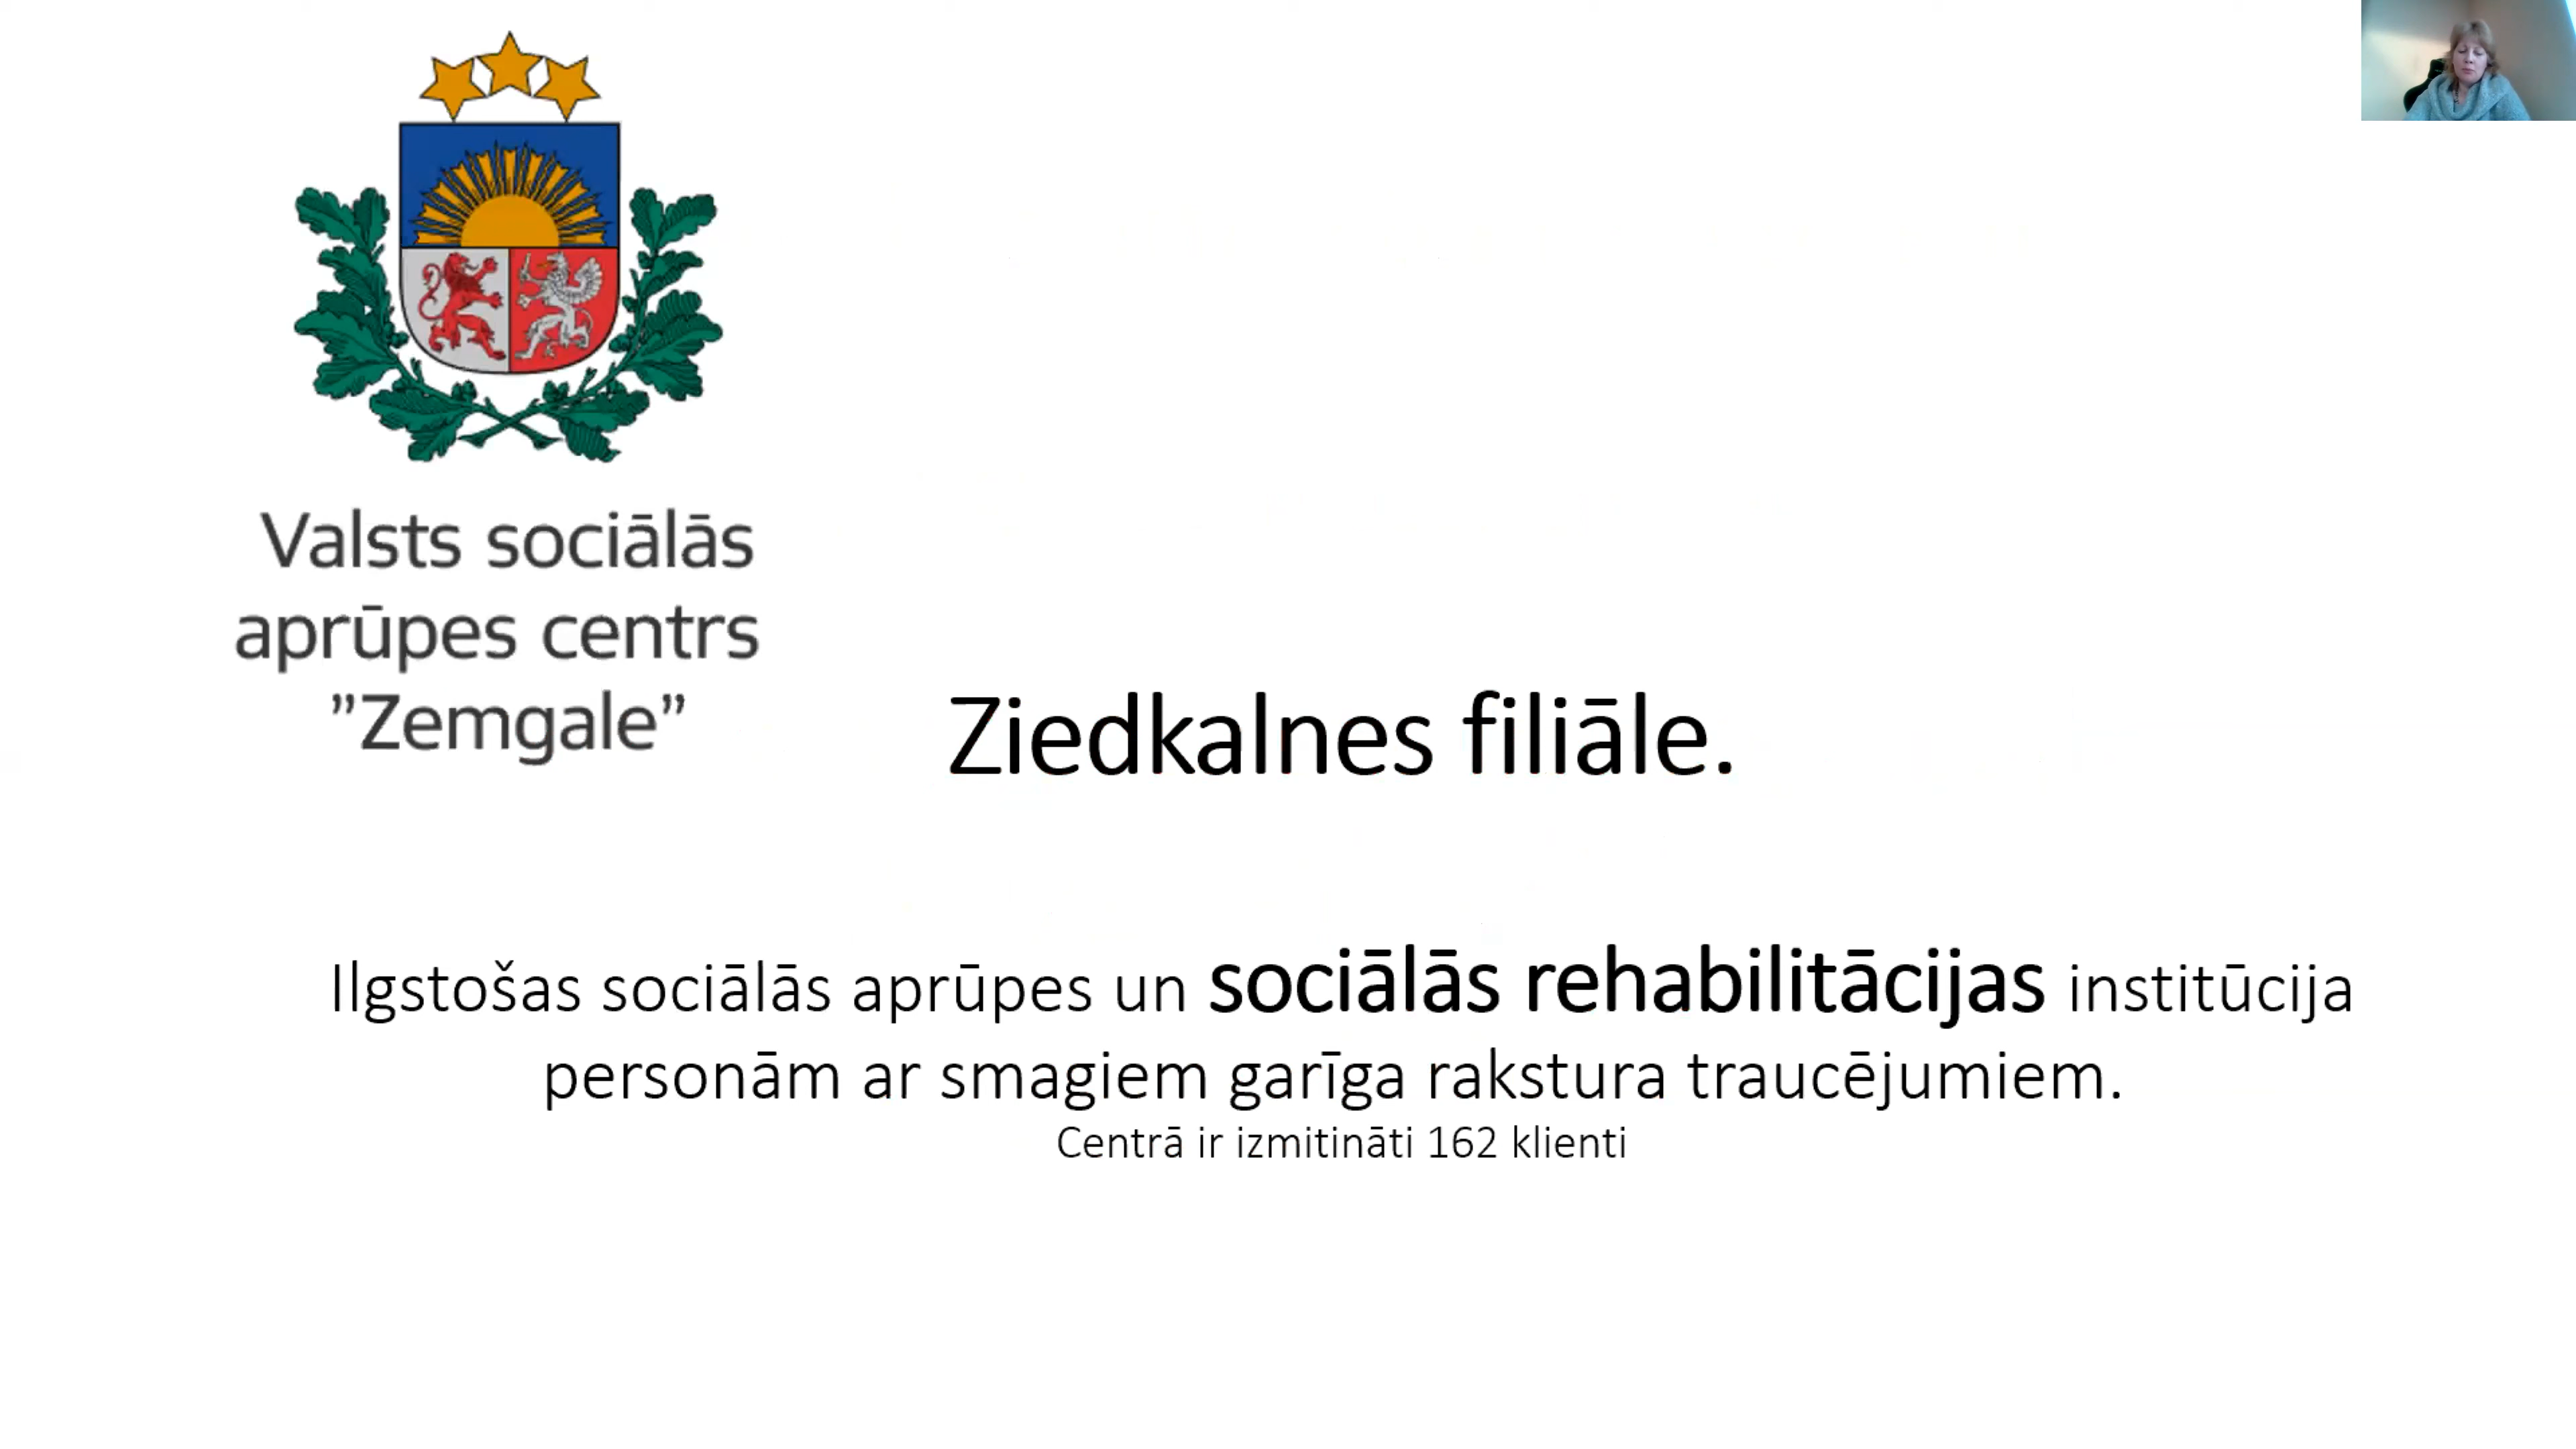 Valsts sociālās
aprūpes centrs
”Zemgale”
Ziedkalnes filiāle.
Ilgstošas sociālās aprūpes un sociālās rehabilitācijas institūcija
personām ar smagiem garīga rakstura traucējumiem.
Centrā ir izmitināti 162 klienti